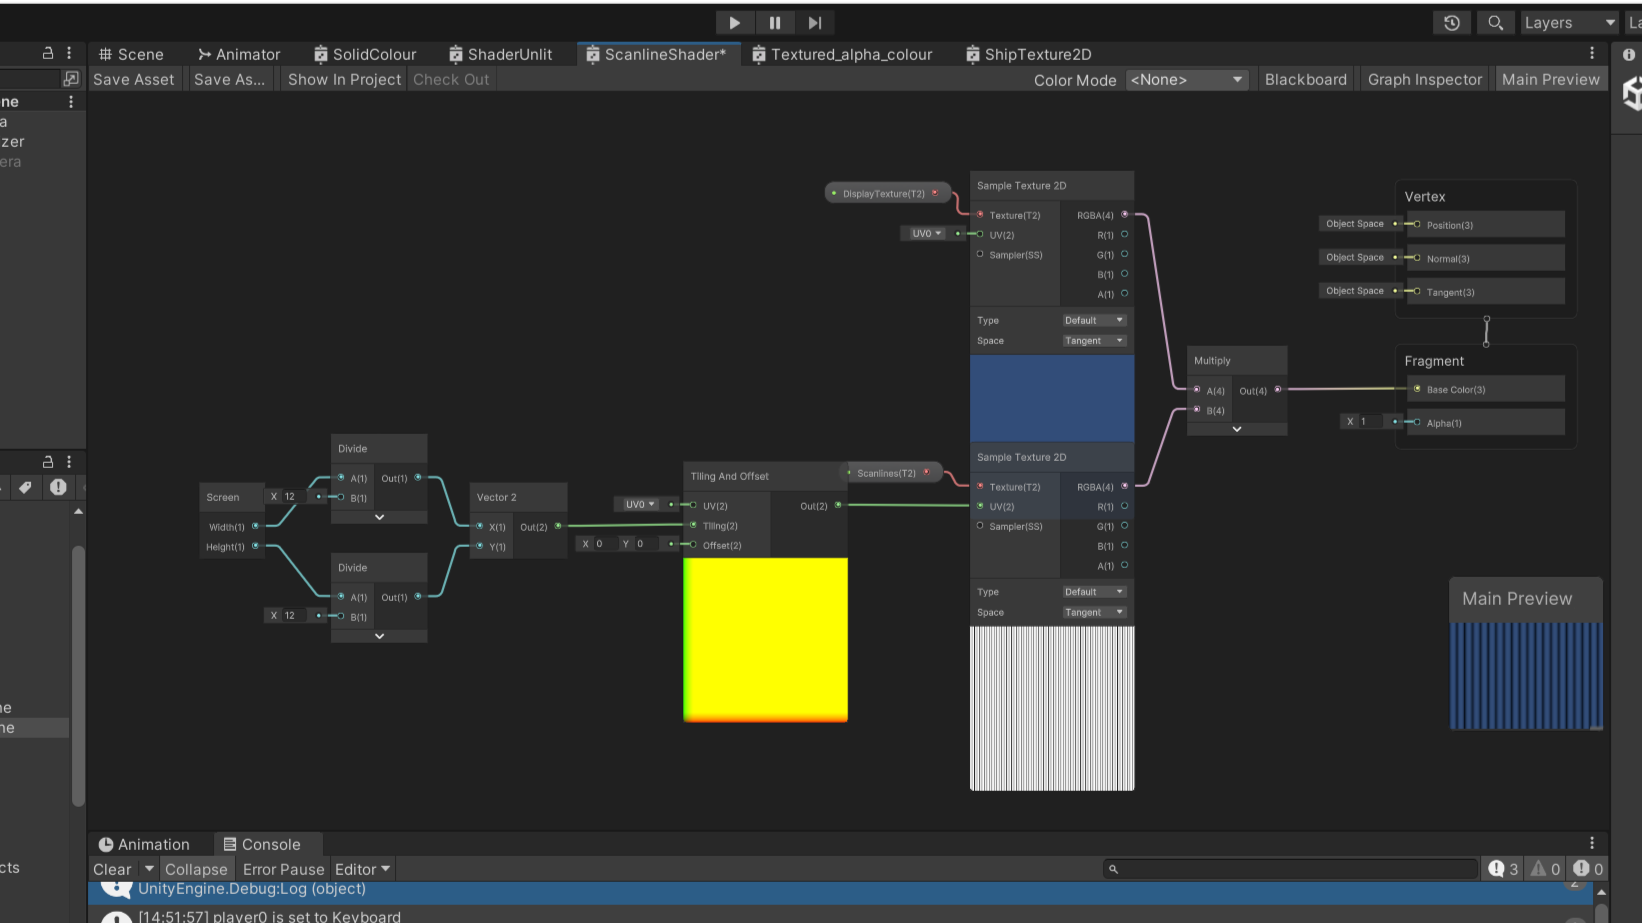 Layers
La
Scene
Animator
SolidColour
ShaderUnlit
ScanlineShader*
Textured_alpha_colour
ShipTexture2D
Save Asset
Save As...
Show In Project
Check Out
Color Mode
<None>
Blackboard
Graph Inspector
Main Preview
ne
a
zer
era
DisplayTexture(T2)
UV0
Sample Texture 2D
Texture(T2)
RGBA(4)
UV(2)
R(1)
Sampler(SS)
G(1)
B(1)
A(1)
Type
Default
Space
Tangent
Vertex
Object Space
Position(3)
Object Space
Normal(3)
Object Space
Tangent(3)
Multiply
A(4)
Out(4)
B(4)
Fragment
Base Color(3)
X 1
Alpha(1)
Screen
Width(1)
Height(1)
Divide
A(1)
Out(1)
X 12
B(1)
Divide
A(1)
Out(1)
X 12
B(1)
Vector 2
X(1)
Out(2)
Y(1)
Tiling And Offset
UV0
UV(2)
Out(2)
Tiling(2)
X 0 Y 0
Offset(2)
Scanlines(T2)
Sample Texture 2D
Texture(T2)
RGBA(4)
UV(2)
R(1)
Sampler(SS)
G(1)
B(1)
A(1)
Type
Default
Space
Tangent
Main Preview
ne
ne
cts
Animation
Console
Clear
Collapse
Error Pause
Editor
3
0
0
UnityEngine.Debug:Log (object)
2
[14:51:57] player0 is set to Keyboard